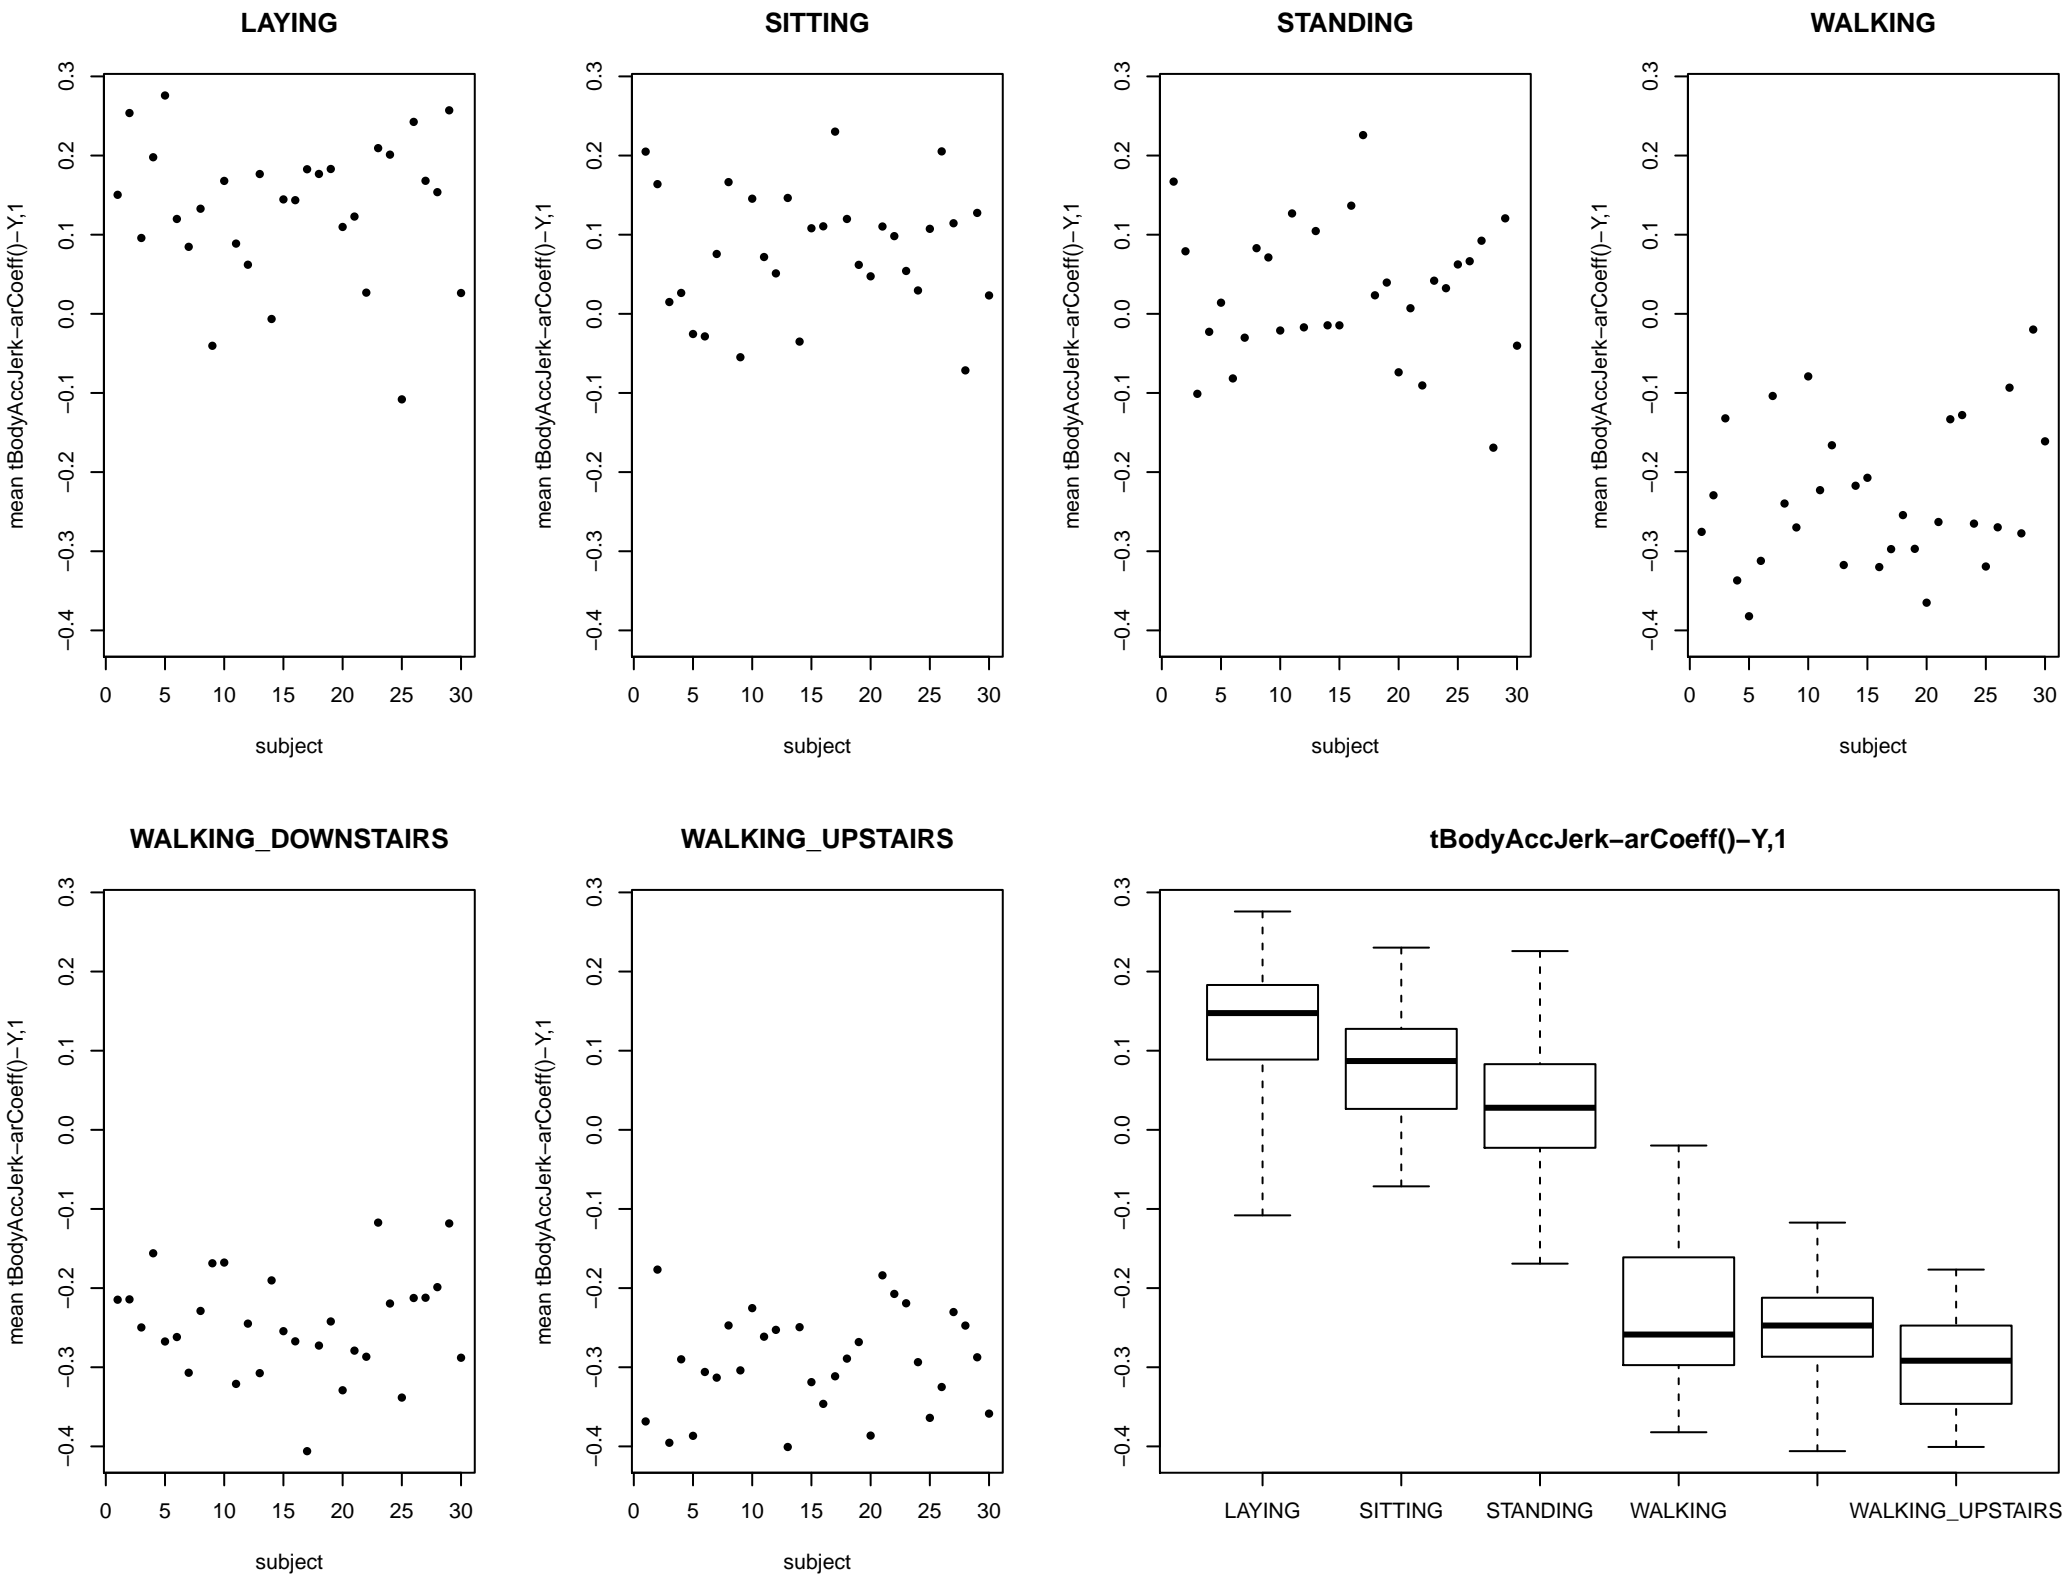 LAYING
mean tBodyAccJerk−arCoeff()−Y,1
0.3
0.2
0.1
0.0
−0.1
−0.2
−0.3
−0.4
0 5 10 15 20 25 30
subject
SITTING
mean tBodyAccJerk−arCoeff()−Y,1
0.3
0.2
0.1
0.0
−0.1
−0.2
−0.3
−0.4
0 5 10 15 20 25 30
subject
STANDING
mean tBodyAccJerk−arCoeff()−Y,1
0.3
0.2
0.1
0.0
−0.1
−0.2
−0.3
−0.4
0 5 10 15 20 25 30
subject
WALKING
mean tBodyAccJerk−arCoeff()−Y,1
0.3
0.2
0.1
0.0
−0.1
−0.2
−0.3
−0.4
0 5 10 15 20 25 30
subject
WALKING_DOWNSTAIRS
mean tBodyAccJerk−arCoeff()−Y,1
0.3
0.2
0.1
0.0
−0.1
−0.2
−0.3
−0.4
0 5 10 15 20 25 30
subject
WALKING_UPSTAIRS
mean tBodyAccJerk−arCoeff()−Y,1
0.3
0.2
0.1
0.0
−0.1
−0.2
−0.3
−0.4
0 5 10 15 20 25 30
subject
tBodyAccJerk−arCoeff()−Y,1
0.3
0.2
0.1
0.0
−0.1
−0.2
−0.3
−0.4
LAYING SITTING STANDING WALKING WALKING_UPSTAIRS